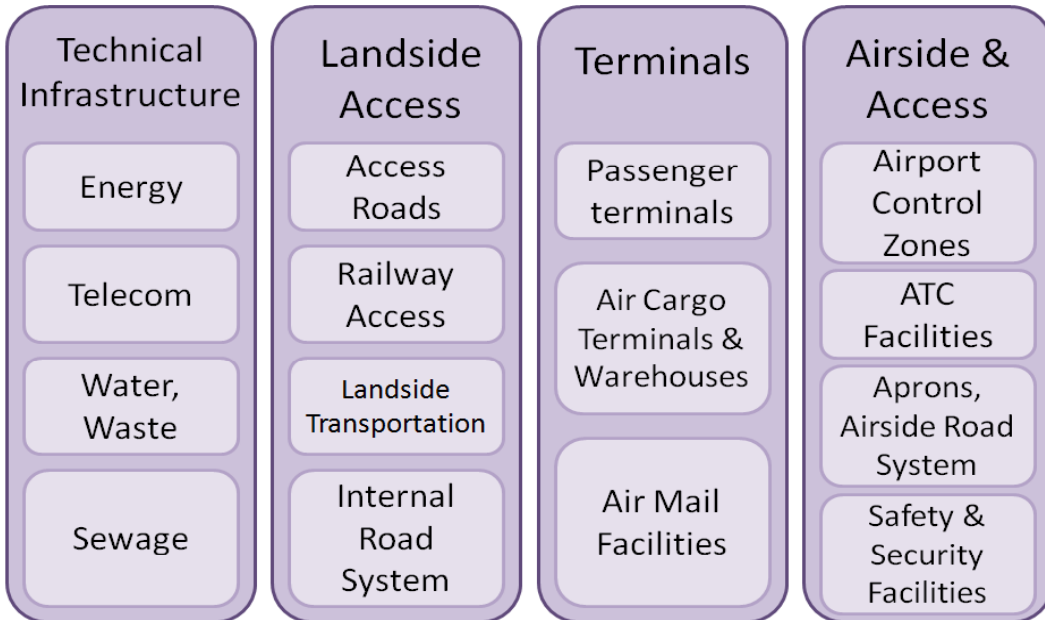 Technical
Infrastructure
Energy
Telecom
Water,
Waste
Sewage
Landside
Access
Access
Roads
Railway
Access
Landside
Transportation
Internal
Road
System
Terminals
Passenger
terminals
Air Cargo
Terminals &
Warehouses
Air Mail
Facilities
Airside &
Access
Airport
Control
Zones
ATC
Facilities
Aprons,
Airside Road
System
Safety &
Security
Facilities